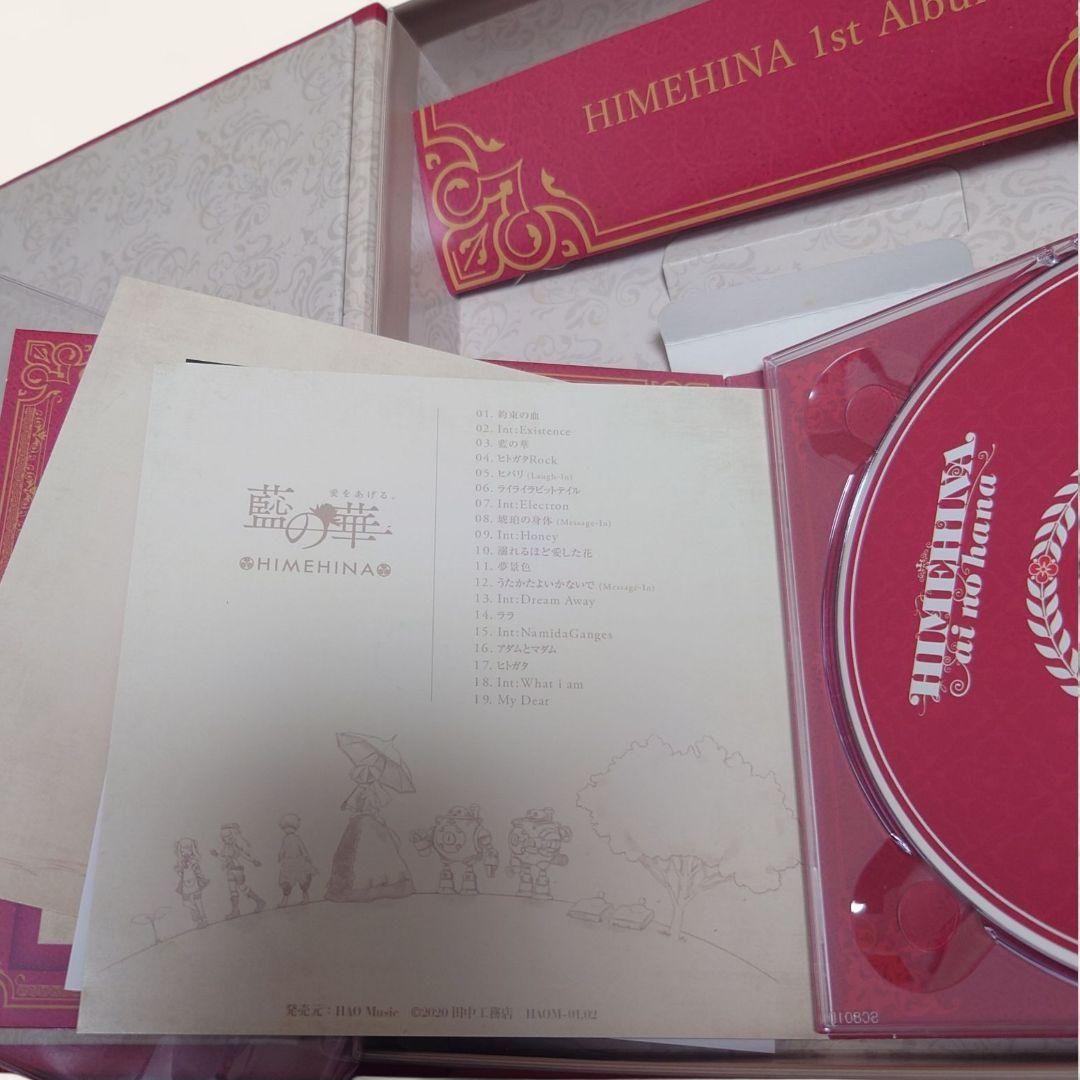 HIMEHINA 1st Album
愛をあげる。
藍の華
HIMEHINA
01. 約束の血
02. Int:Existence
03. 藍の華
04. ヒトガタRock
05. ヒバリ (Laugh-In)
06. ライライラビットテイル
07. Int:Electron
08. 琥珀の身体 (Message-In)
09. Int:Honey
10. 溺れるほど愛した花
11. 夢景色
12. うたかたよいかないで (Message-In)
13. Int:Dream Away
14. ララ
15. Int:NamidaGanges
16. アダムとマダム
17. ヒトガタ
18. Int:What i am
19. My Dear
発売元：HAO Music ©2020 田中工務店 HAOM-01,02
HIMEHINA
ai no hana